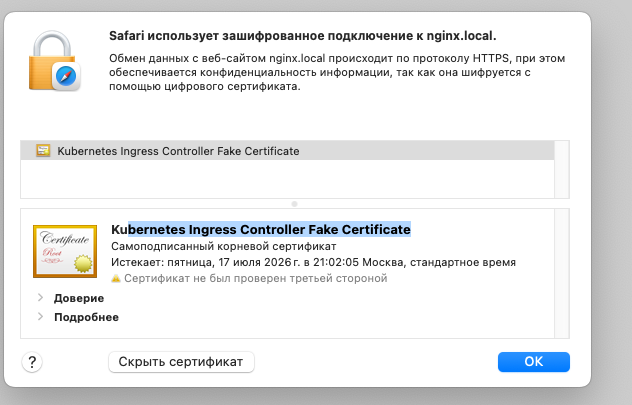 Safari использует зашифрованное подключение к nginx.local.
Обмен данных с веб-сайтом nginx.local происходит по протоколу HTTPS, при этом
обеспечивается конфиденциальность информации, так как она шифруется с
помощью цифрового сертификата.
Kubernetes Ingress Controller Fake Certificate
Certificate
Root
Kubernetes Ingress Controller Fake Certificate
Самоподписанный корневой сертификат
Истекает: пятница, 17 июля 2026 г. в 21:02:05 Москва, стандартное время
Сертификат не был проверен третьей стороной
Доверие
Подробнее
?
Скрыть сертификат
OK